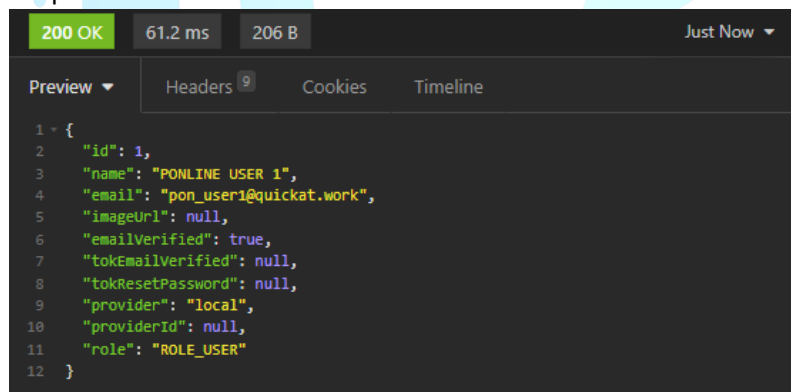 200 OK 61.2 ms 206 B Just Now
Preview Headers 9 Cookies Timeline
1 {
2 "id": 1,
3 "name": "PONLINE USER 1",
4 "email": "pon_user1@quickat.work",
5 "imageUrl": null,
6 "emailVerified": true,
7 "tokEmailVerified": null,
8 "tokResetPassword": null,
9 "provider": "local",
10 "providerId": null,
11 "role": "ROLE_USER"
12 }